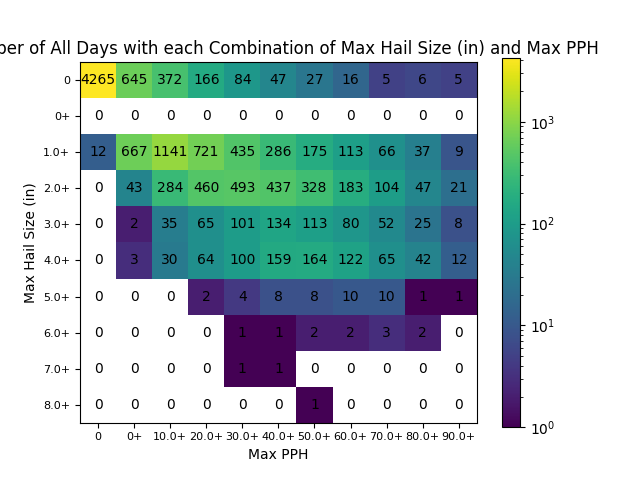 ber of All Days with each Combination of Max Hail Size (in) and Max PPH
0 4265 645 372 166 84 47 27 16 5 6 5
0+ 0 0 0 0 0 0 0 0 0 0 0
1.0+ 12 667 1141 721 435 286 175 113 66 37 9
2.0+ 0 43 284 460 493 437 328 183 104 47 21
3.0+ 0 2 35 65 101 134 113 80 52 25 8
4.0+ 0 3 30 64 100 159 164 122 65 42 12
5.0+ 0 0 0 2 4 8 8 10 10 1 1
6.0+ 0 0 0 0 1 1 2 2 3 2 0
7.0+ 0 0 0 0 1 1 0 0 0 0 0
8.0+ 0 0 0 0 0 0 1 0 0 0 0
0 0+ 10.0+ 20.0+ 30.0+ 40.0+ 50.0+ 60.0+ 70.0+ 80.0+ 90.0+
Max PPH
Max Hail Size (in)
10³
10²
10¹
10⁰